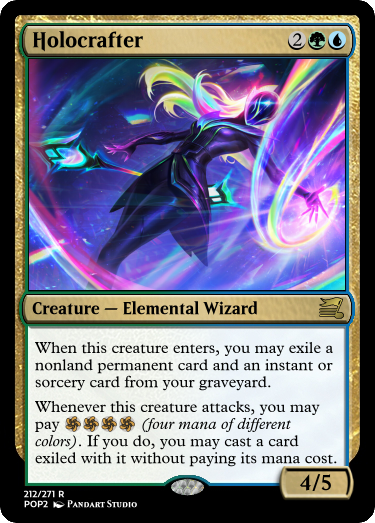 Holocrafter 2
Creature — Elemental Wizard
When this creature enters, you may exile a
nonland permanent card and an instant or
sorcery card from your graveyard.
Whenever this creature attacks, you may
pay (four mana of different
colors). If you do, you may cast a card
exiled with it without paying its mana cost.
4/5
212/271 R
POP2 Pandart Studio